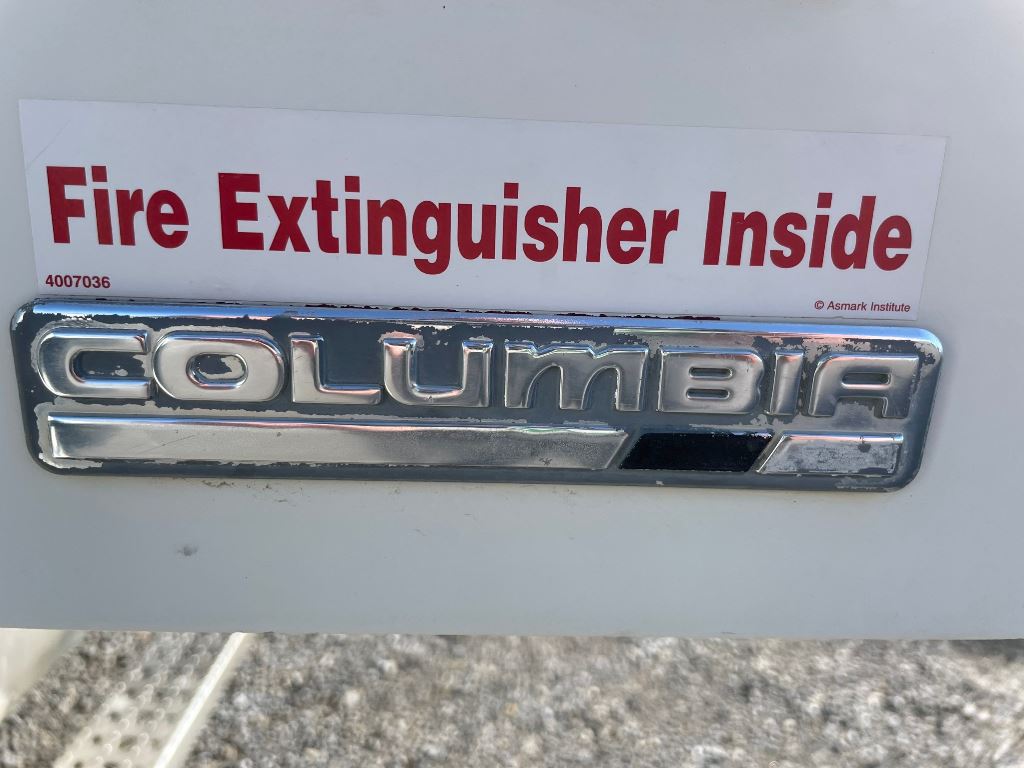 Fire Extinguisher Inside
4007036
© Asmark Institute
COLUMBIA